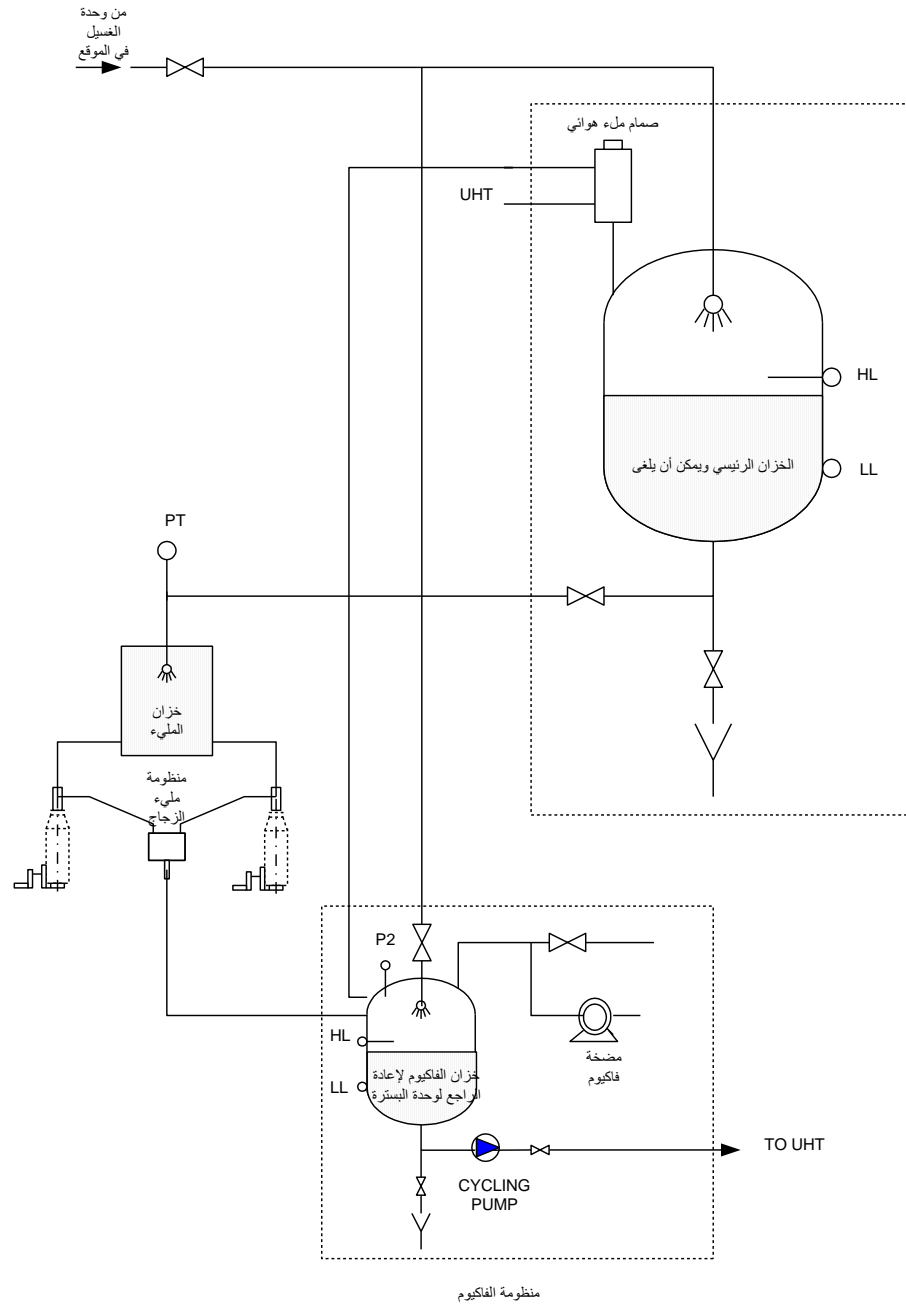 من وحدة
الغسيل
في الموقع
صمام ملء هوائي
UHT
HL
الخزان الرئيسي ويمكن أن يلغى
LL
PT
خزان
المليء
منظومة
مليء
الزجاج
P2
HL
مضخة
فاكيوم
خزان الفاكيوم لإعادة
الراجع لوحدة البسترة
LL
TO UHT
CYCLING
PUMP
منظومة الفاكيوم